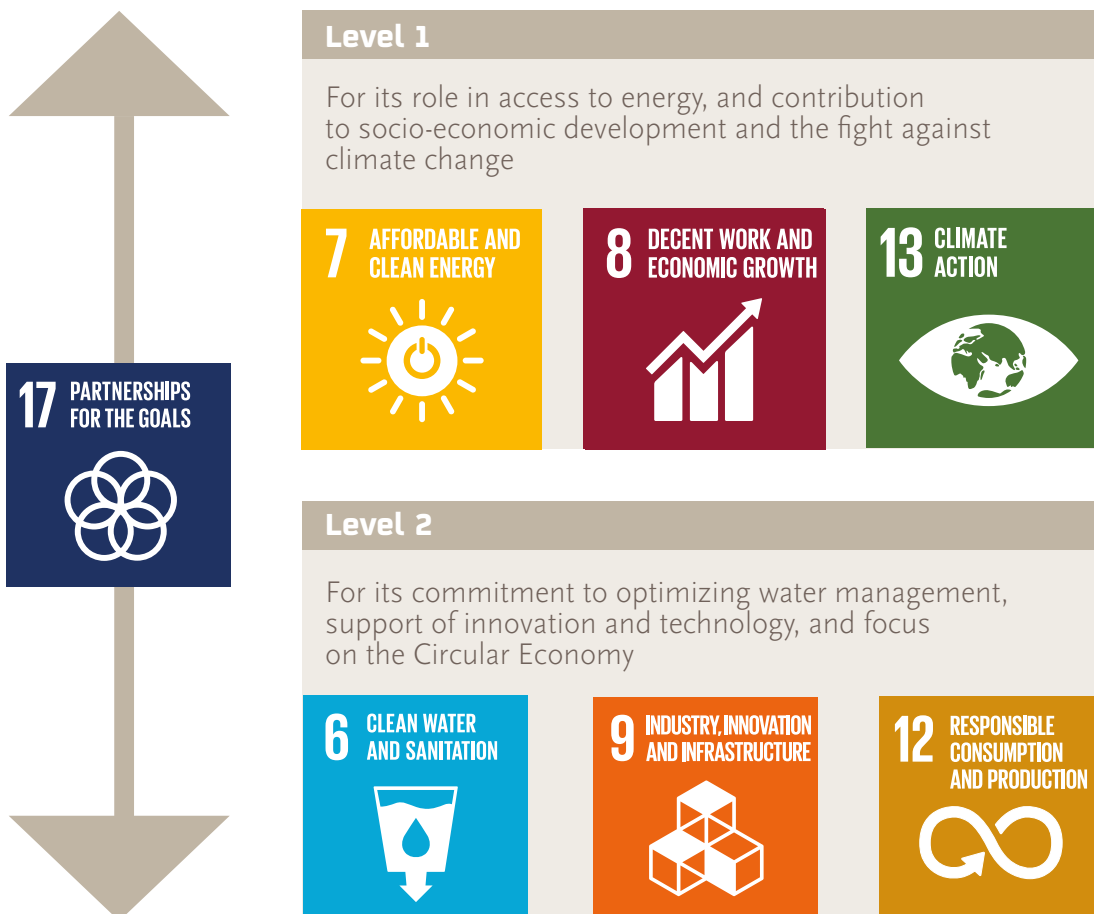 Level 1
For its role in access to energy, and contribution
to socio-economic development and the fight against
climate change
7 AFFORDABLE AND
CLEAN ENERGY
8 DECENT WORK AND
ECONOMIC GROWTH
13 CLIMATE
ACTION
17 PARTNERSHIPS
FOR THE GOALS
Level 2
For its commitment to optimizing water management,
support of innovation and technology, and focus
on the Circular Economy
6 CLEAN WATER
AND SANITATION
9 INDUSTRY, INNOVATION
AND INFRASTRUCTURE
12 RESPONSIBLE
CONSUMPTION
AND PRODUCTION